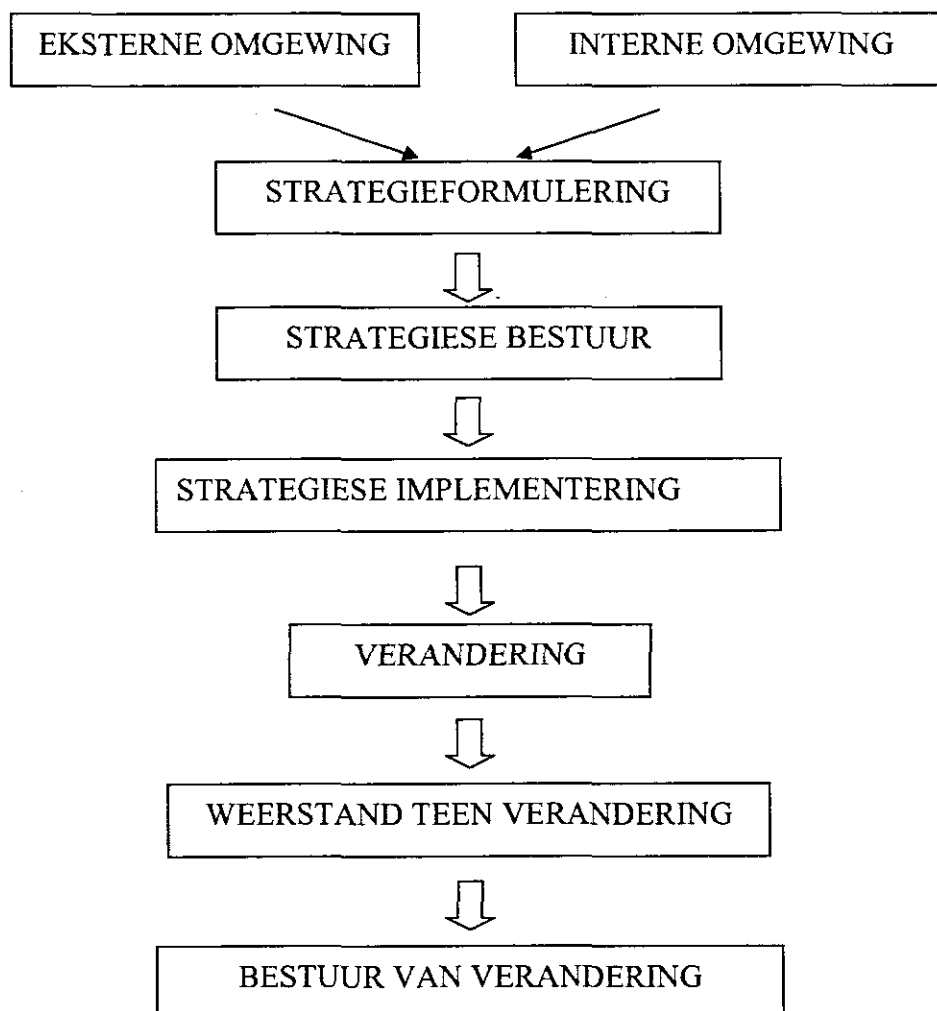 EKSTERNE OMGEWING
INTERNE OMGEWING
STRATEGIEFORMULERING
STRATEGIESE BESTUUR
STRATEGIESE IMPLEMENTERING
VERANDERING
WEERSTAND TEEN VERANDERING
BESTUUR VAN VERANDERING